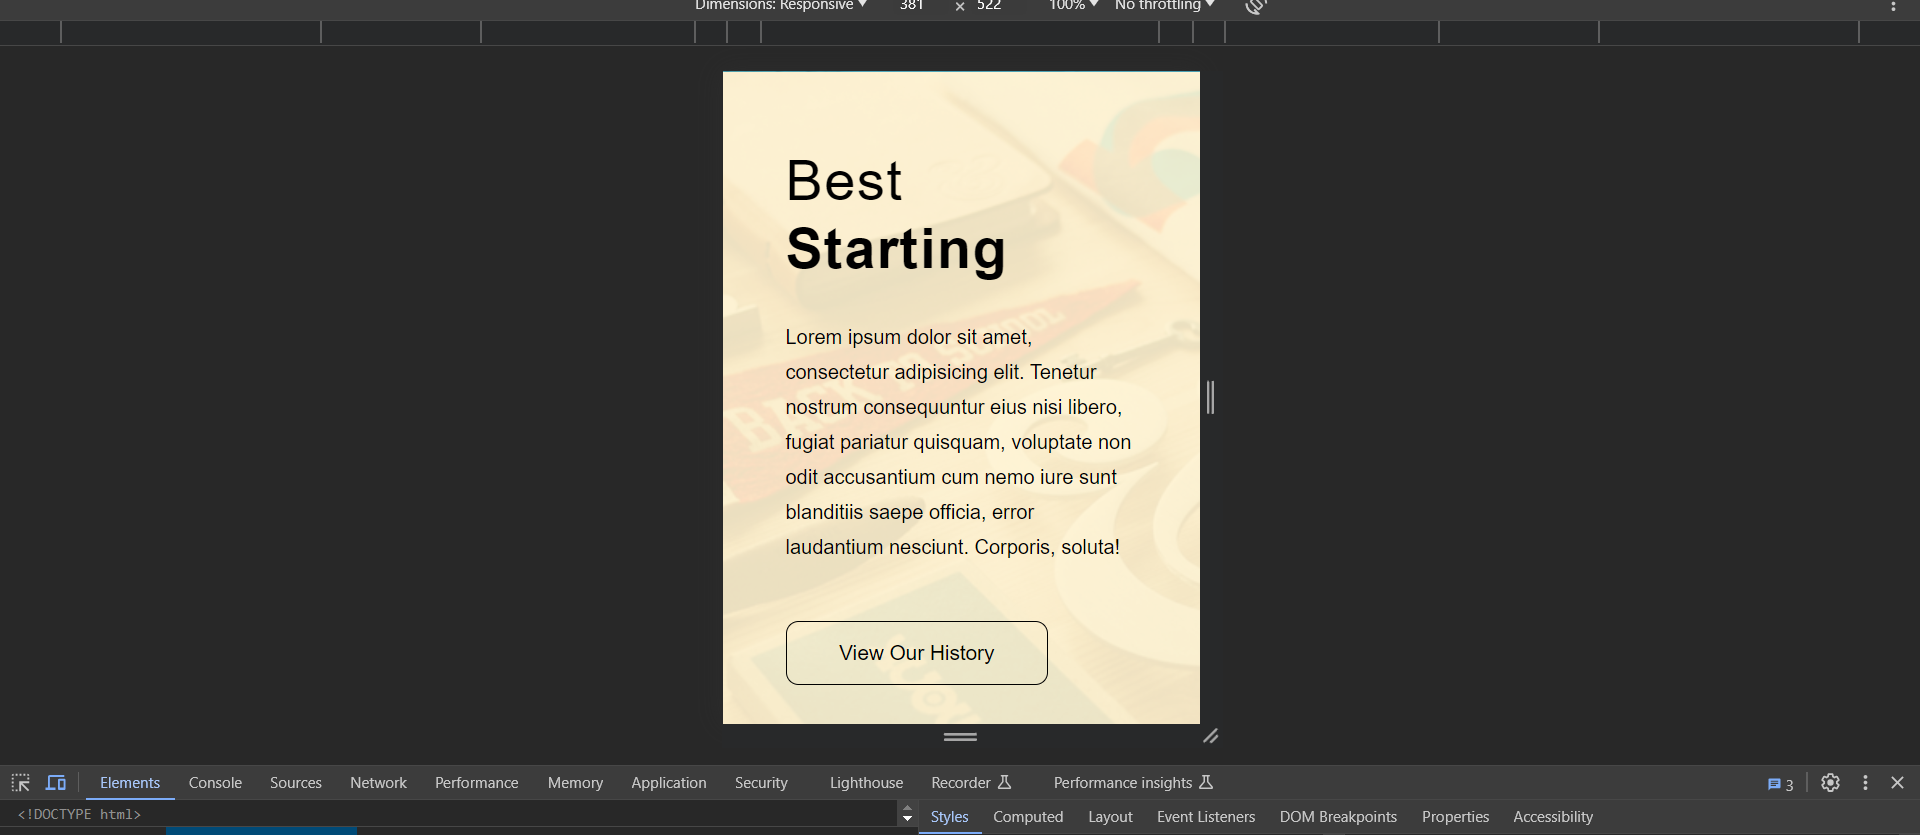 Dimensions: Responsive 381 × 522 100% No throttling
Best
Starting
Lorem ipsum dolor sit amet,
consectetur adipisicing elit. Tenetur
nostrum consequuntur eius nisi libero,
fugiat pariatur quisquam, voluptate non
odit accusantium cum nemo iure sunt
blanditiis saepe officia, error
laudantium nesciunt. Corporis, soluta!
BACK TO SCHOOL
View Our History
Elements Console Sources Network Performance Memory Application Security Lighthouse Recorder Performance insights 3
<!DOCTYPE html>
Styles Computed Layout Event Listeners DOM Breakpoints Properties Accessibility